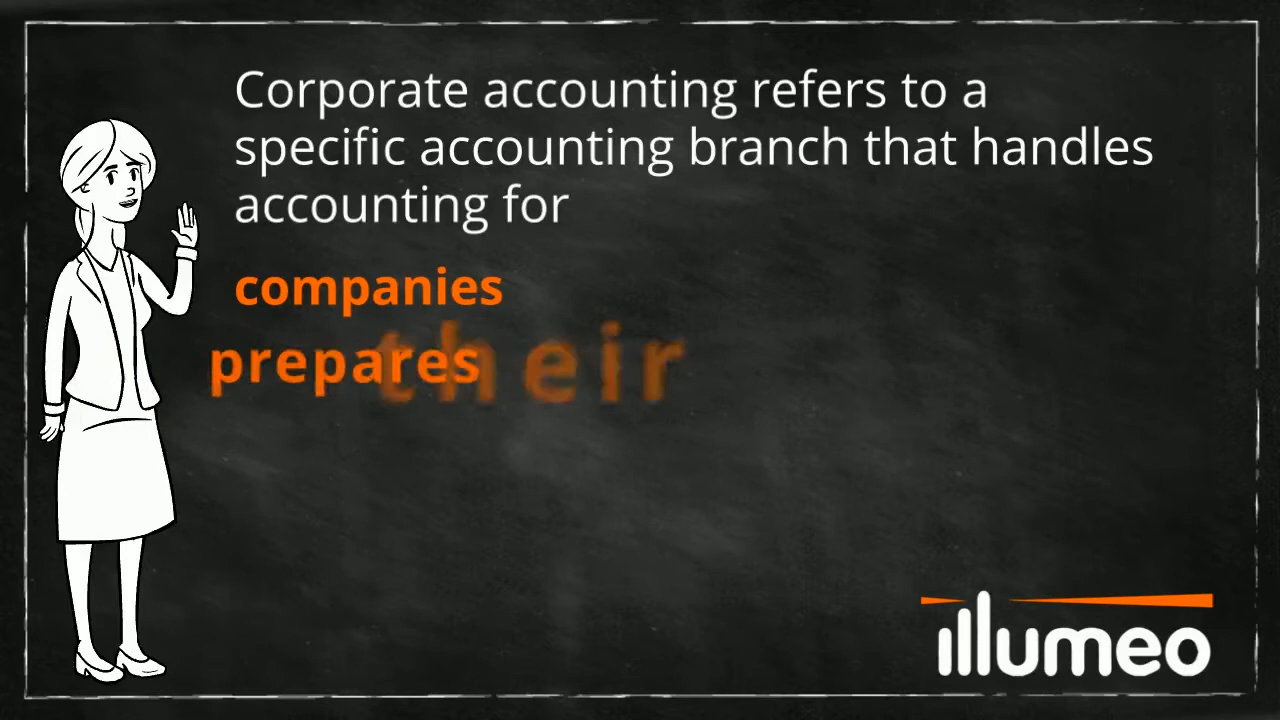 Corporate accounting refers to a
specific accounting branch that handles
accounting for
companies
prepares their
illumeo